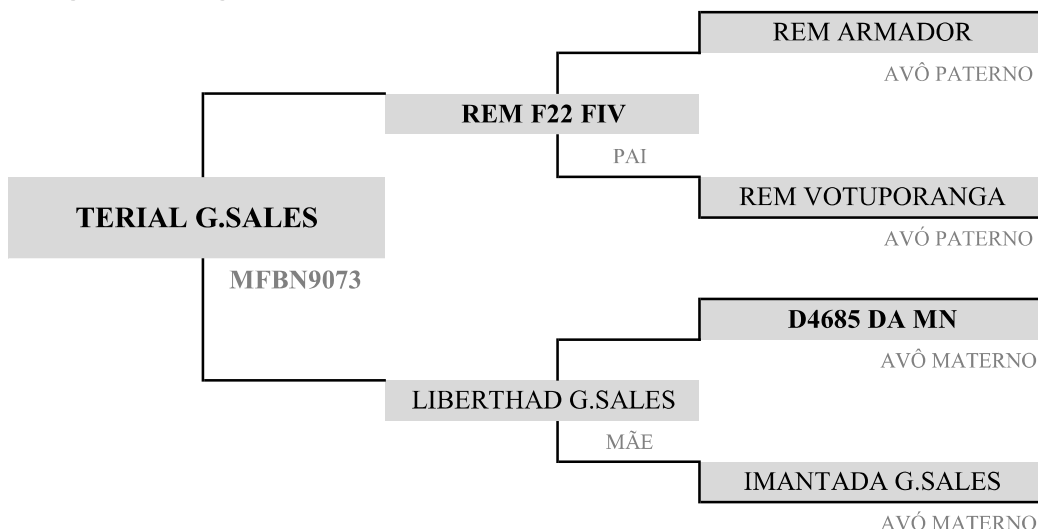 REM ARMADOR
AVÔ PATERNO
REM F22 FIV
PAI
REM VOTUPORANGA
AVÓ PATERNO
TERIAL G.SALES
MFBN9073
D4685 DA MN
AVÔ MATERNO
LIBERTHAD G.SALES
MÃE
IMANTADA G.SALES
AVÓ MATERNO